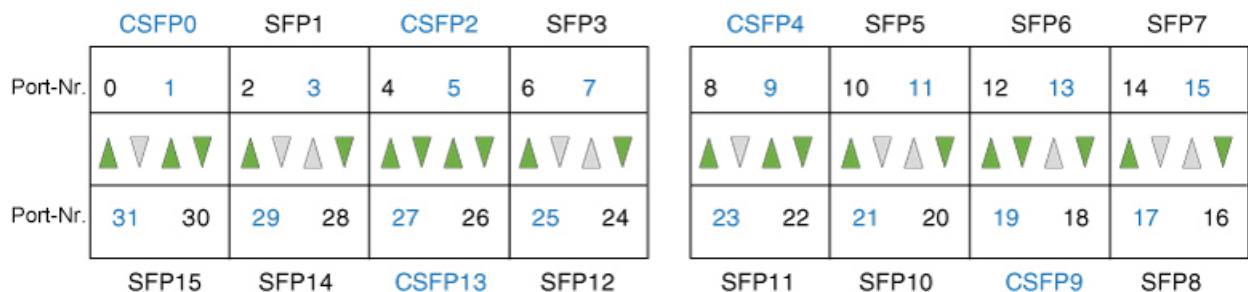 CSFP0 SFP1 CSFP2 SFP3 CSFP4 SFP5 SFP6 SFP7
Port-Nr. 0 1 2 3 4 5 6 7 8 9 10 11 12 13 14 15
Port-Nr. 31 30 29 28 27 26 25 24 23 22 21 20 19 18 17 16
SFP15 SFP14 CSFP13 SFP12 SFP11 SFP10 CSFP9 SFP8